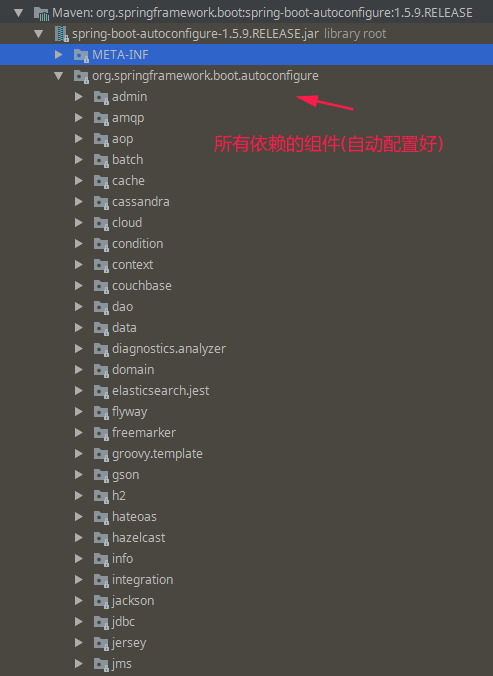 Maven: org.springframework.boot:spring-boot-autoconfigure:1.5.9.RELEASE
spring-boot-autoconfigure-1.5.9.RELEASE.jar library root
META-INF
org.springframework.boot.autoconfigure
admin
amqp
aop
所有依赖的组件(自动配置好)
batch
cache
cassandra
cloud
condition
context
couchbase
dao
data
diagnostics.analyzer
domain
elasticsearch.jest
flyway
freemarker
groovy.template
gson
h2
hateoas
hazelcast
info
integration
jackson
jdbc
jersey
jms